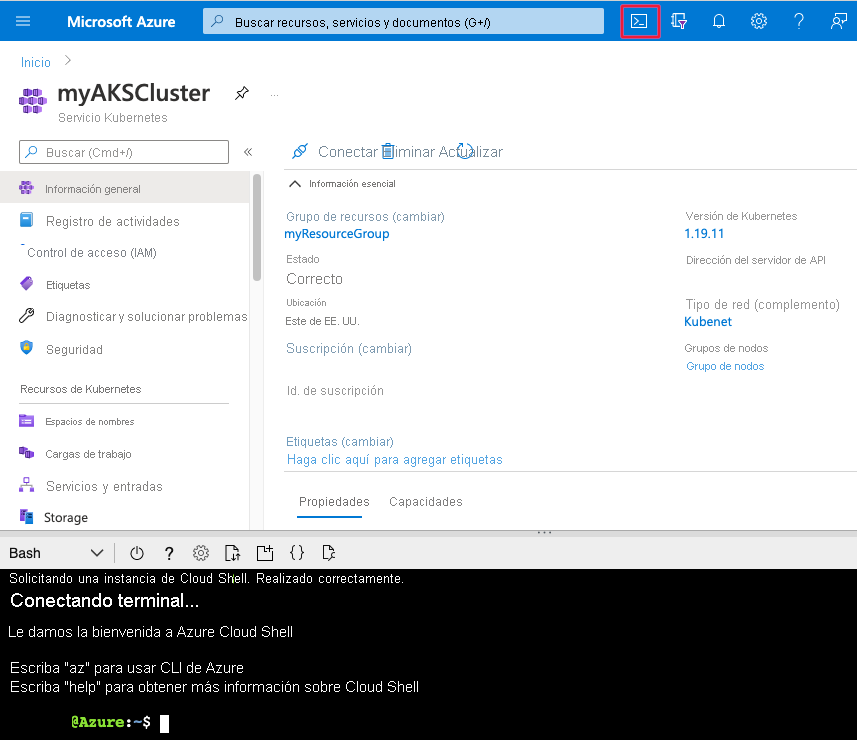 Microsoft Azure
Buscar recursos, servicios y documentos (G+/)
Inicio
myAKSCluster
...
Servicio Kubernetes
Buscar (Cmd+/)
«
Conectar Eliminar Actualizar
Información general
Registro de actividades
Control de acceso (IAM)
Etiquetas
Diagnosticar y solucionar problemas
Seguridad
Recursos de Kubernetes
Espacios de nombres
Cargas de trabajo
Servicios y entradas
Storage
Información esencial
Grupo de recursos (cambiar)
myResourceGroup
Estado
Correcto
Ubicación
Este de EE. UU.
Suscripción (cambiar)
Id. de suscripción
Etiquetas (cambiar)
Haga clic aquí para agregar etiquetas
Versión de Kubernetes
1.19.11
Dirección del servidor de API
Tipo de red (complemento)
Kubenet
Grupos de nodos
Grupo de nodos
Propiedades
Capacidades
Bash
Solicitando una instancia de Cloud Shell. Realizado correctamente.
Conectando terminal...
Le damos la bienvenida a Azure Cloud Shell
Escriba "az" para usar CLI de Azure
Escriba "help" para obtener más información sobre Cloud Shell
@Azure:~$